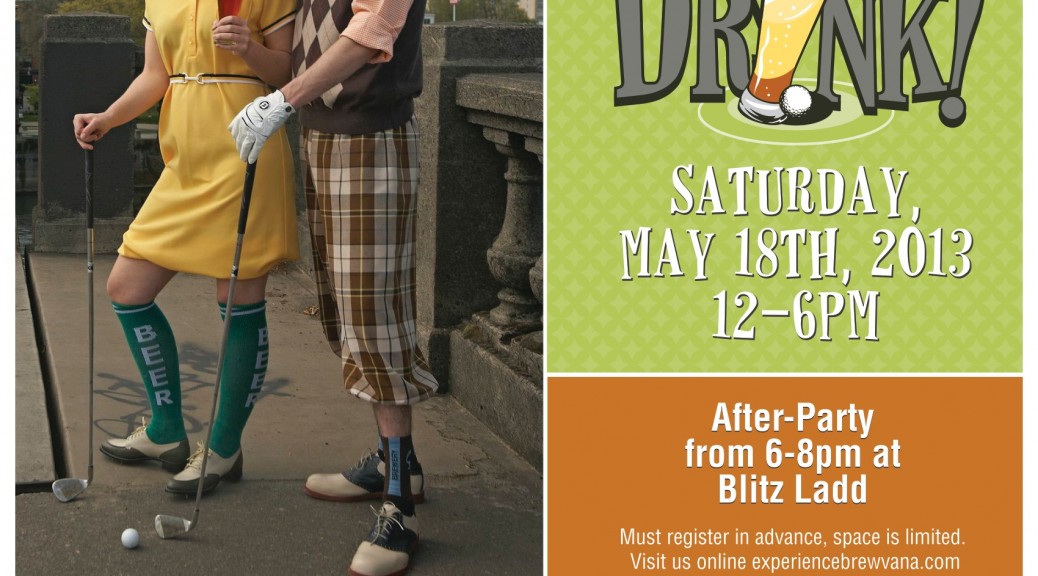 BEER
BEER
DRINK!
SATURDAY,
MAY 18TH, 2013
12–6PM
After-Party
from 6-8pm at
Blitz Ladd
Must register in advance, space is limited.
Visit us online experiencebrewvana.com